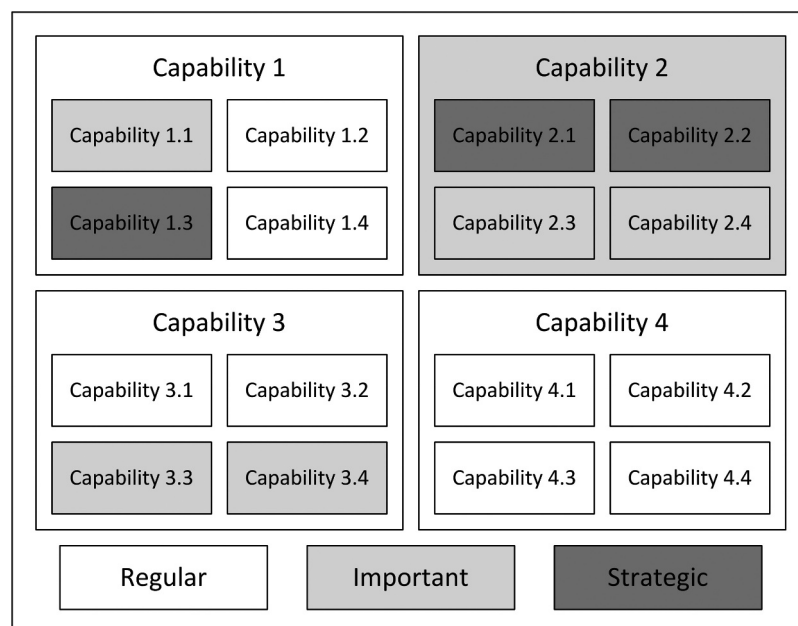 Capability 1
Capability 1.1
Capability 1.2
Capability 1.3
Capability 1.4
Capability 2
Capability 2.1
Capability 2.2
Capability 2.3
Capability 2.4
Capability 3
Capability 3.1
Capability 3.2
Capability 3.3
Capability 3.4
Capability 4
Capability 4.1
Capability 4.2
Capability 4.3
Capability 4.4
Regular
Important
Strategic